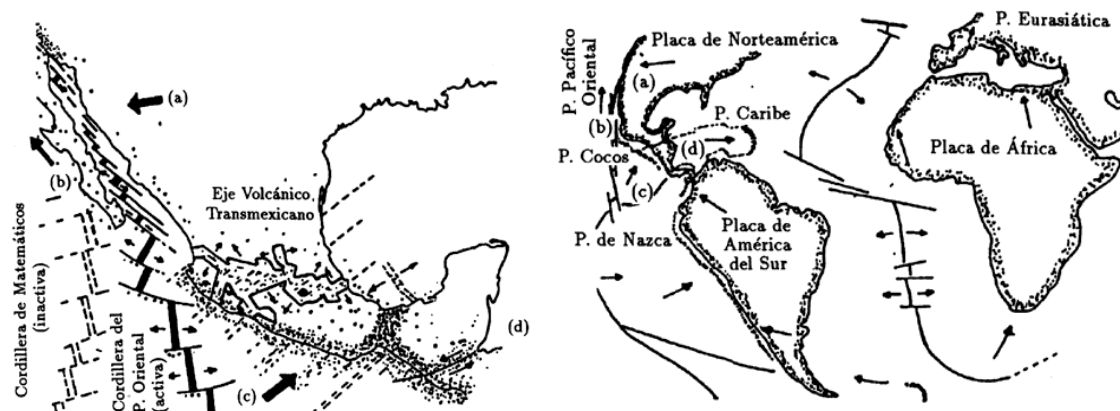 (a)
(b)
Eje Volcánico
Transmexicano
Cordillera de Matemáticos
(inactiva)
Cordillera del
P. Oriental
(activa)
(c)
(d)
P. Eurasiática
Placa de Norteamérica
P. Pacífico
Oriental
(a)
(b)
P. Caribe
(d)
P. Cocos
(c)
Placa de África
P. de Nazca
Placa de
América
del Sur